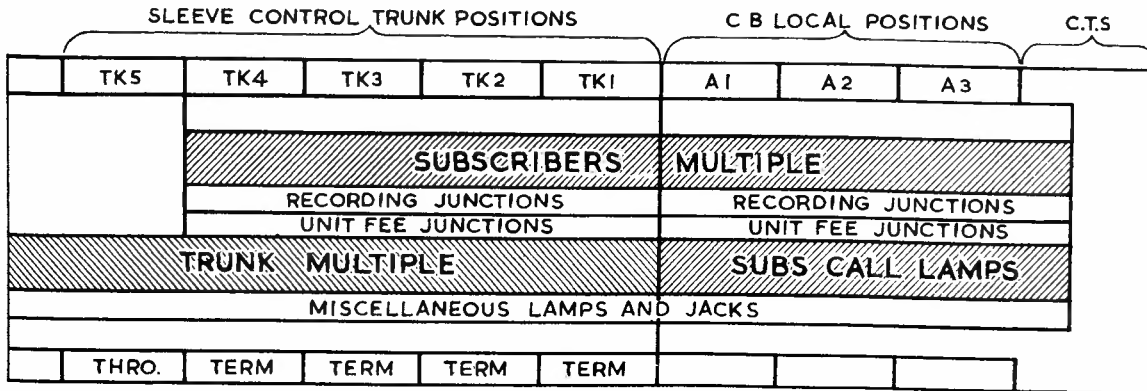 SLEEVE CONTROL TRUNK POSITIONS C B LOCAL POSITIONS C.T.S
TK5 TK4 TK3 TK2 TK1 A1 A2 A3
SUBSCRIBERS MULTIPLE
RECORDING JUNCTIONS RECORDING JUNCTIONS
UNIT FEE JUNCTIONS UNIT FEE JUNCTIONS
TRUNK MULTIPLE SUBS CALL LAMPS
MISCELLANEOUS LAMPS AND JACKS
THRO. TERM TERM TERM TERM